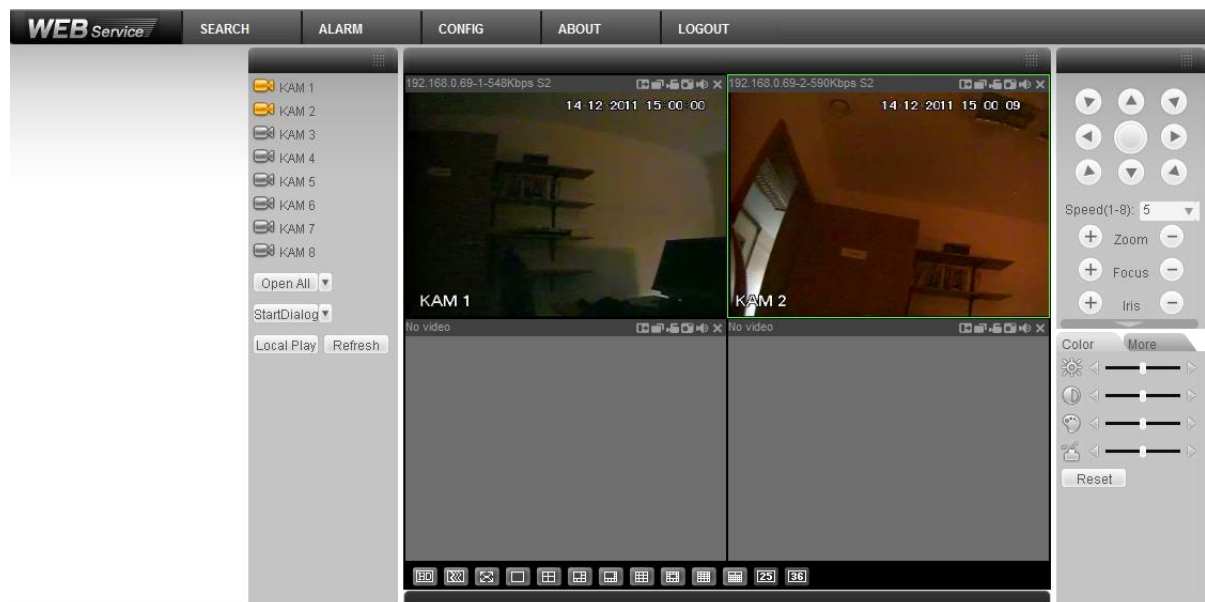 WEB Service SEARCH ALARM CONFIG ABOUT LOGOUT
KAM 1
KAM 2
KAM 3
KAM 4
KAM 5
KAM 6
KAM 7
KAM 8
Open All
StartDialog
Local Play Refresh
192.168.0.69-1-548Kbps S2
14-12-2011 15:00:00
KAM 1
192.168.0.69-2-590Kbps S2
14-12-2011 15:00:09
KAM 2
No video
No video
HD
25 36
Speed(1-8): 5
Zoom
Focus
Iris
Color More
Reset